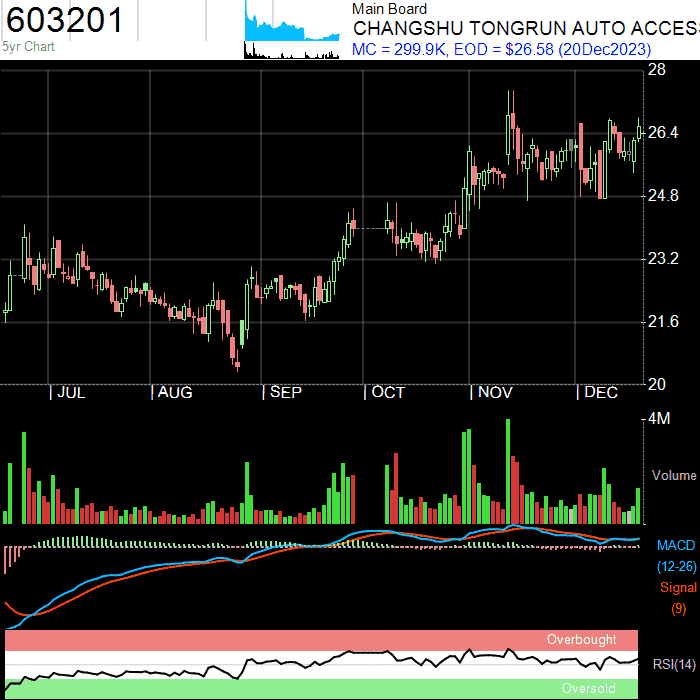 603201
5yr Chart
Main Board
CHANGSHU TONGRUN AUTO ACCES
MC = 299.9K, EOD = $26.58 (20Dec2023)
28
26.4
24.8
23.2
21.6
20
JUL AUG SEP OCT NOV DEC
4M
Volume
MACD
(12-26)
Signal
(9)
Overbought
RSI(14)
Oversold